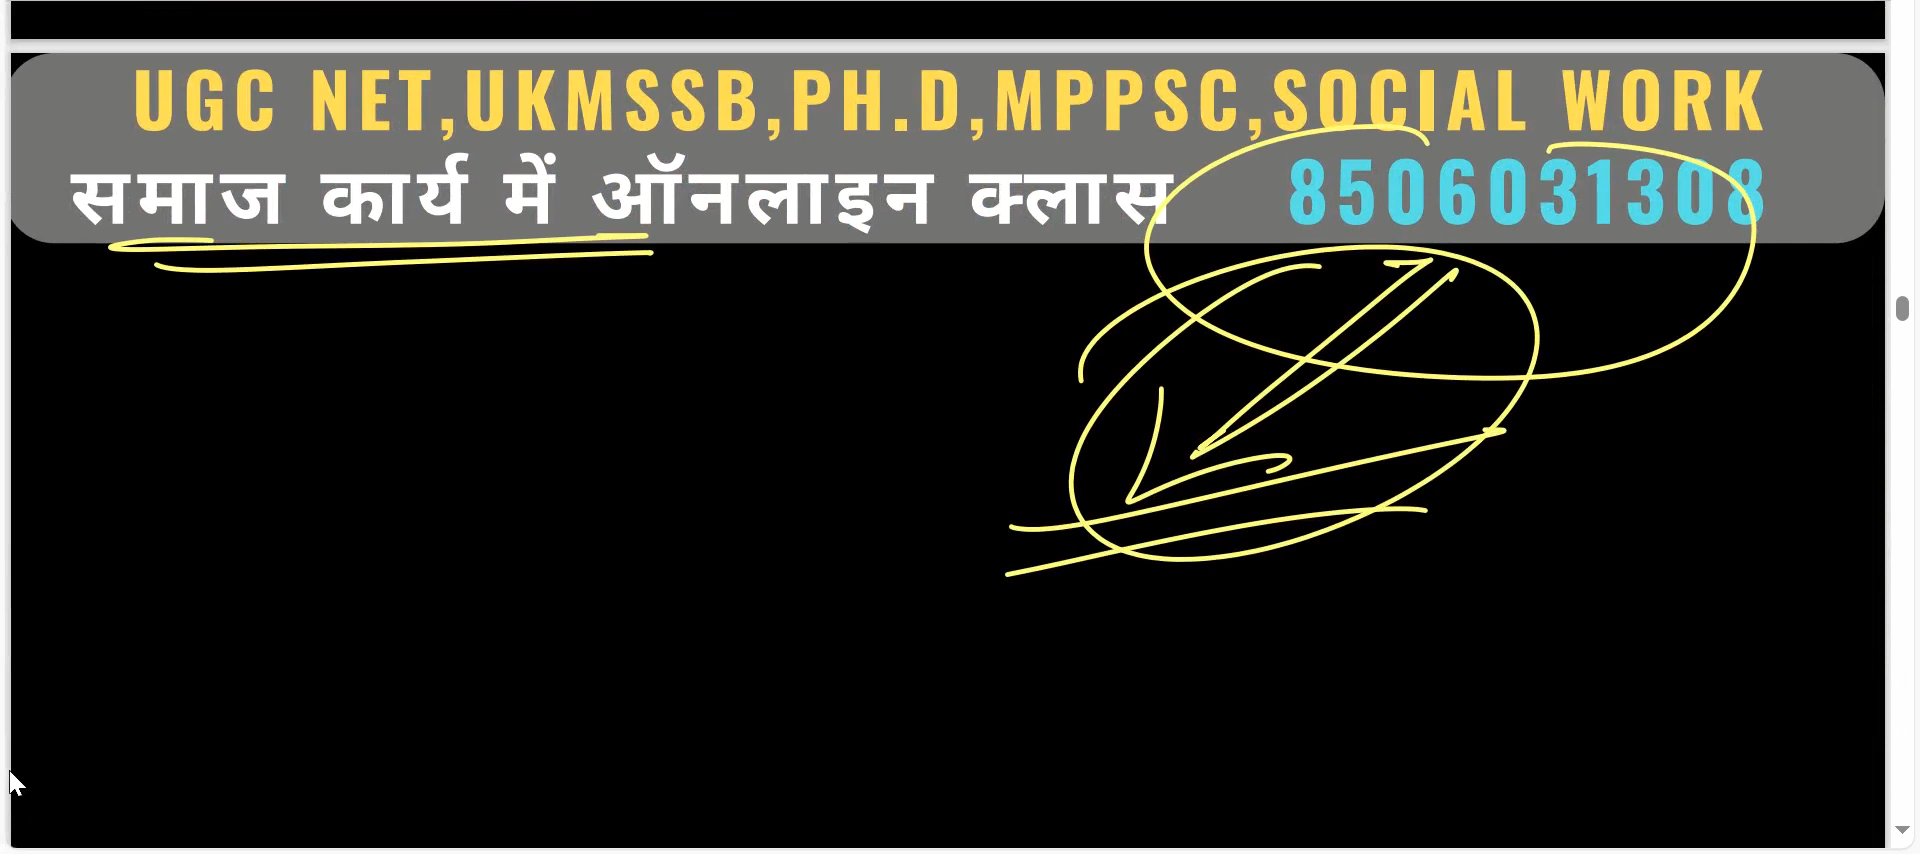 UGC NET,UKMSSB,PH.D,MPPSC,SOCIAL WORK
समाज कार्य में ऑनलाइन क्लास 8506031308